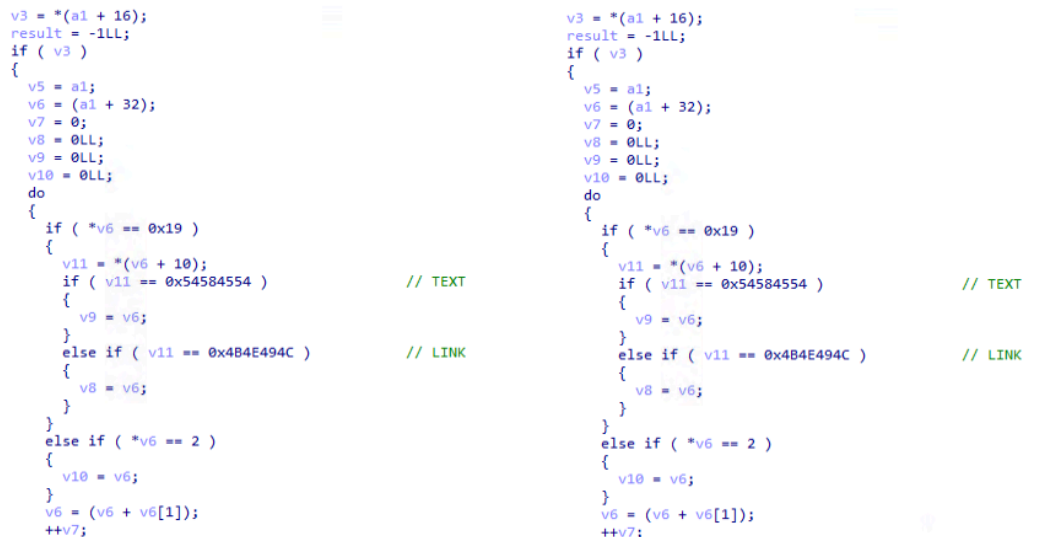 v3 = *(a1 + 16);
result = -1LL;
if ( v3 )
{
v5 = a1;
v6 = (a1 + 32);
v7 = 0;
v8 = 0LL;
v9 = 0LL;
v10 = 0LL;
do
{
if ( *v6 == 0x19 )
{
v11 = *(v6 + 10);
if ( v11 == 0x54584554 ) // TEXT
{
v9 = v6;
}
else if ( v11 == 0x4B4E494C ) // LINK
{
v8 = v6;
}
}
else if ( *v6 == 2 )
{
v10 = v6;
}
v6 = (v6 + v6[1]);
++v7;
v3 = *(a1 + 16);
result = -1LL;
if ( v3 )
{
v5 = a1;
v6 = (a1 + 32);
v7 = 0;
v8 = 0LL;
v9 = 0LL;
v10 = 0LL;
do
{
if ( *v6 == 0x19 )
{
v11 = *(v6 + 10);
if ( v11 == 0x54584554 ) // TEXT
{
v9 = v6;
}
else if ( v11 == 0x4B4E494C ) // LINK
{
v8 = v6;
}
}
else if ( *v6 == 2 )
{
v10 = v6;
}
v6 = (v6 + v6[1]);
++v7;